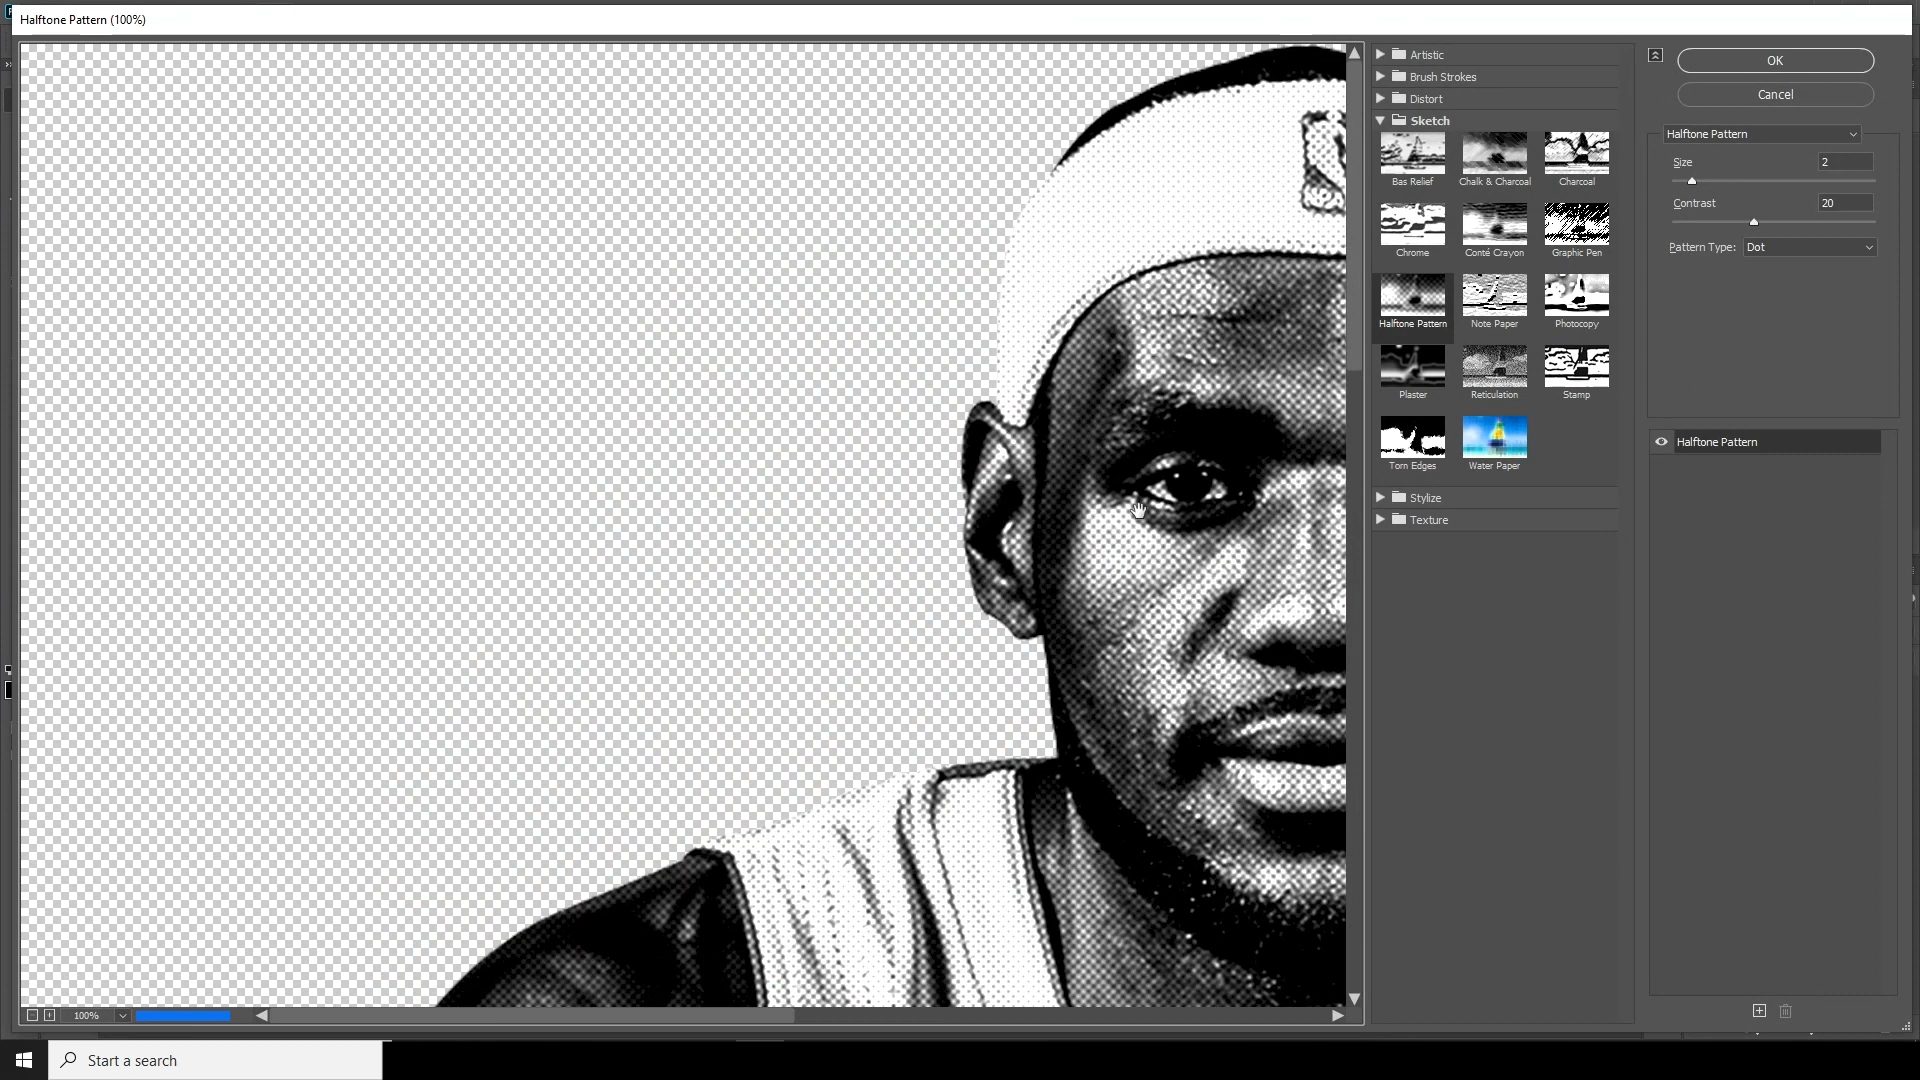 Halftone Pattern (100%)
Artistic
Brush Strokes
Distort
Sketch
Bas Relief
Chalk & Charcoal
Charcoal
Chrome
Conté Crayon
Graphic Pen
Halftone Pattern
Note Paper
Photocopy
Plaster
Reticulation
Stamp
Torn Edges
Water Paper
Stylize
Texture
OK
Cancel
Halftone Pattern
Size 2
Contrast 20
Pattern Type: Dot
Halftone Pattern
100%
Start a search